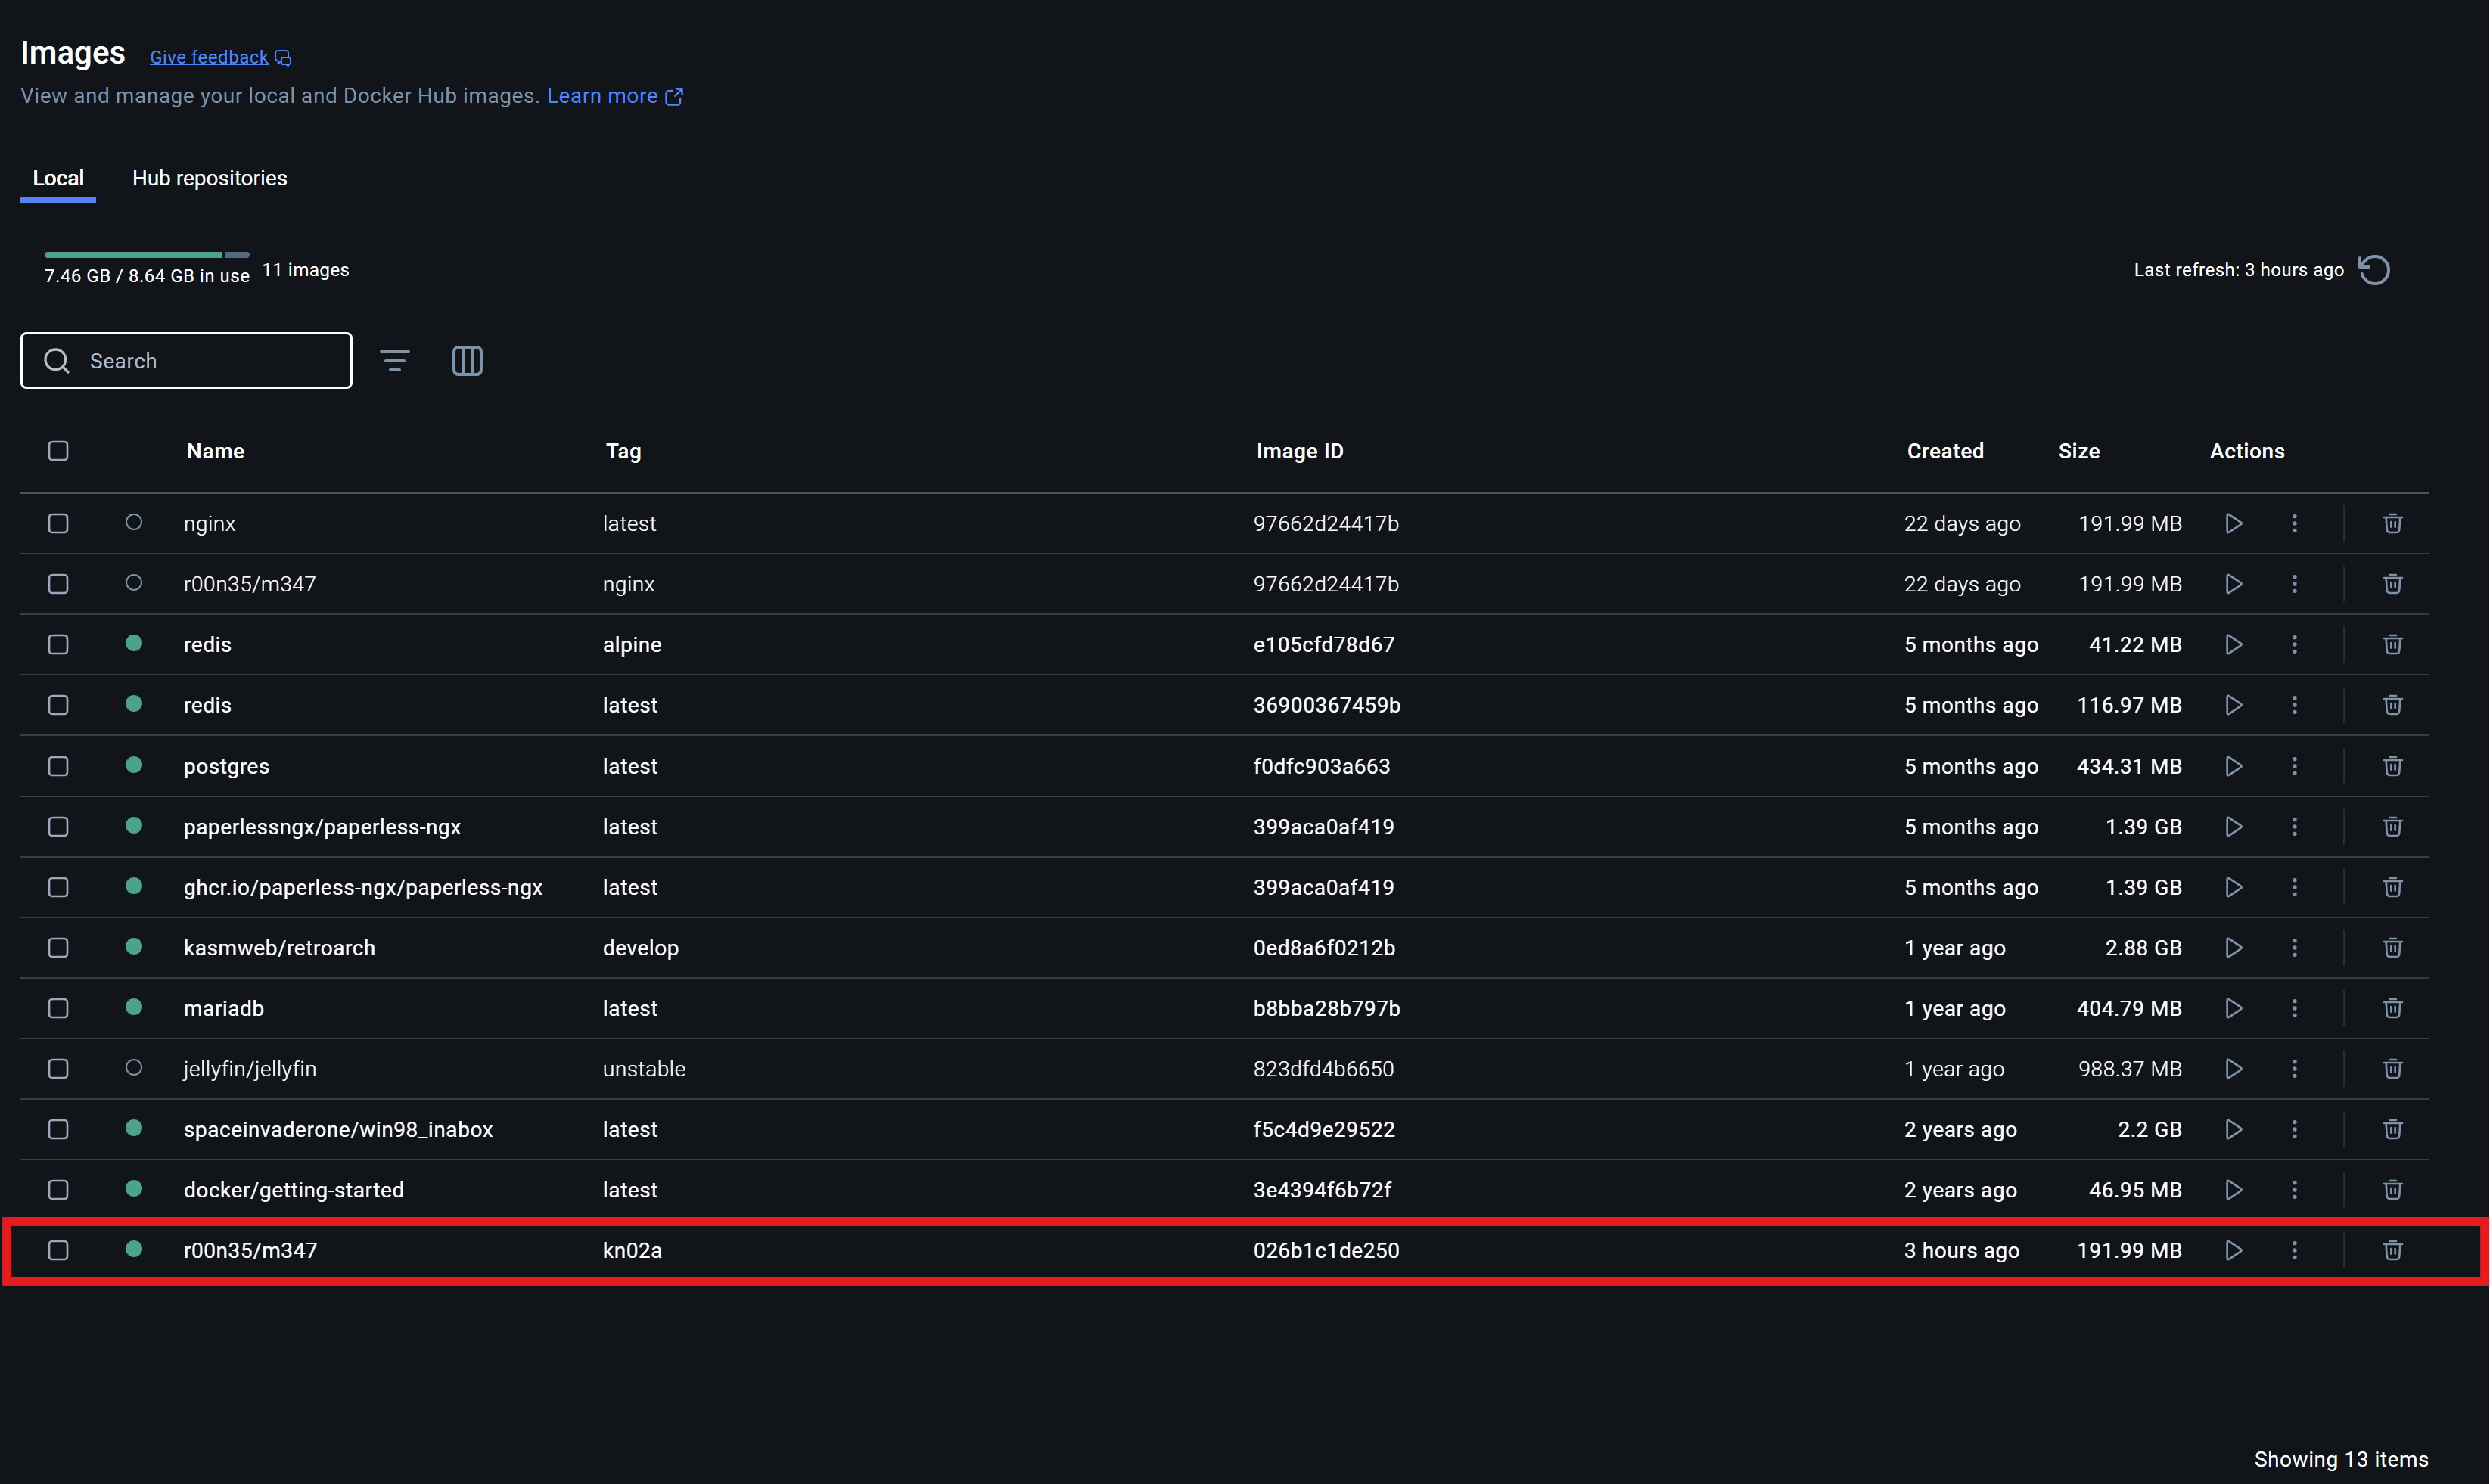 Images Give feedback
View and manage your local and Docker Hub images. Learn more
Local Hub repositories
7.46 GB / 8.64 GB in use 11 images Last refresh: 3 hours ago
Search
Name Tag Image ID Created Size Actions
nginx latest 97662d24417b 22 days ago 191.99 MB
r00n35/m347 nginx 97662d24417b 22 days ago 191.99 MB
redis alpine e105cfd78d67 5 months ago 41.22 MB
redis latest 36900367459b 5 months ago 116.97 MB
postgres latest f0dfc903a663 5 months ago 434.31 MB
paperlessngx/paperless-ngx latest 399aca0af419 5 months ago 1.39 GB
ghcr.io/paperless-ngx/paperless-ngx latest 399aca0af419 5 months ago 1.39 GB
kasmweb/retroarch develop 0ed8a6f0212b 1 year ago 2.88 GB
mariadb latest b8bba28b797b 1 year ago 404.79 MB
jellyfin/jellyfin unstable 823dfd4b6650 1 year ago 988.37 MB
spaceinvaderone/win98_inabox latest f5c4d9e29522 2 years ago 2.2 GB
docker/getting-started latest 3e4394f6b72f 2 years ago 46.95 MB
r00n35/m347 kn02a 026b1c1de250 3 hours ago 191.99 MB
Showing 13 items